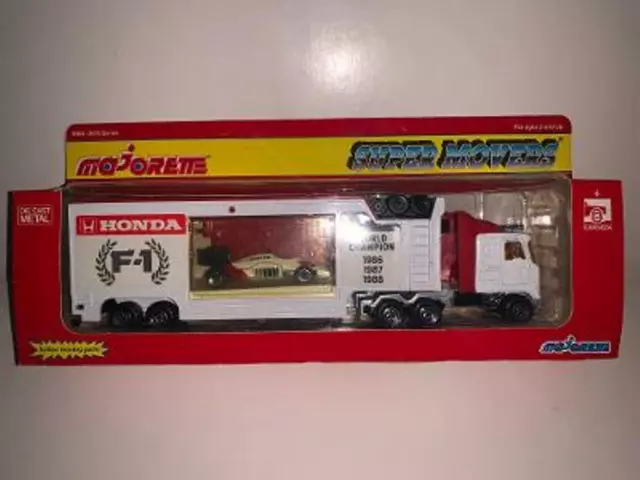 majorette
SUPER MOVERS
DIE CAST
METAL
HONDA
F-1
WORLD
CHAMPION
1986
1987
1988
majorette